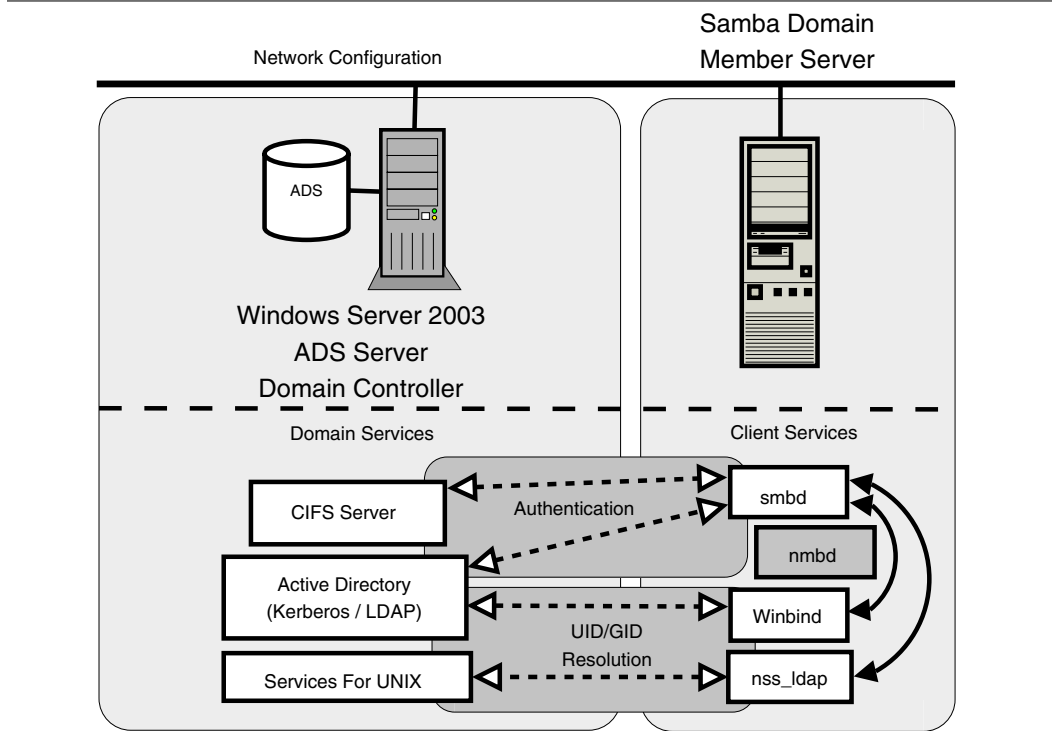 Samba Domain
Member Server
Network Configuration
ADS
Windows Server 2003
ADS Server
Domain Controller
Domain Services
Client Services
CIFS Server
Authentication
smbd
nmbd
Active Directory
(Kerberos / LDAP)
UID/GID
Resolution
Winbind
Services For UNIX
nss_ldap